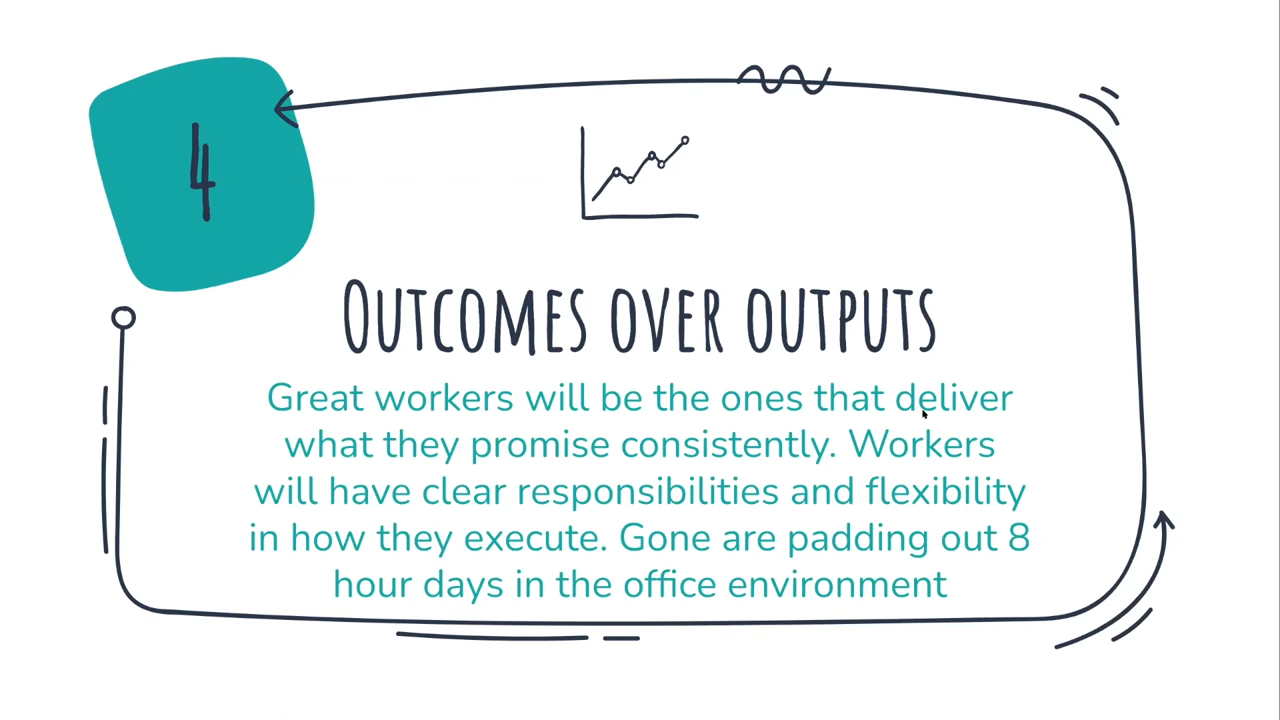 4
Outcomes over outputs
Great workers will be the ones that deliver
what they promise consistently. Workers
will have clear responsibilities and flexibility
in how they execute. Gone are padding out 8
hour days in the office environment